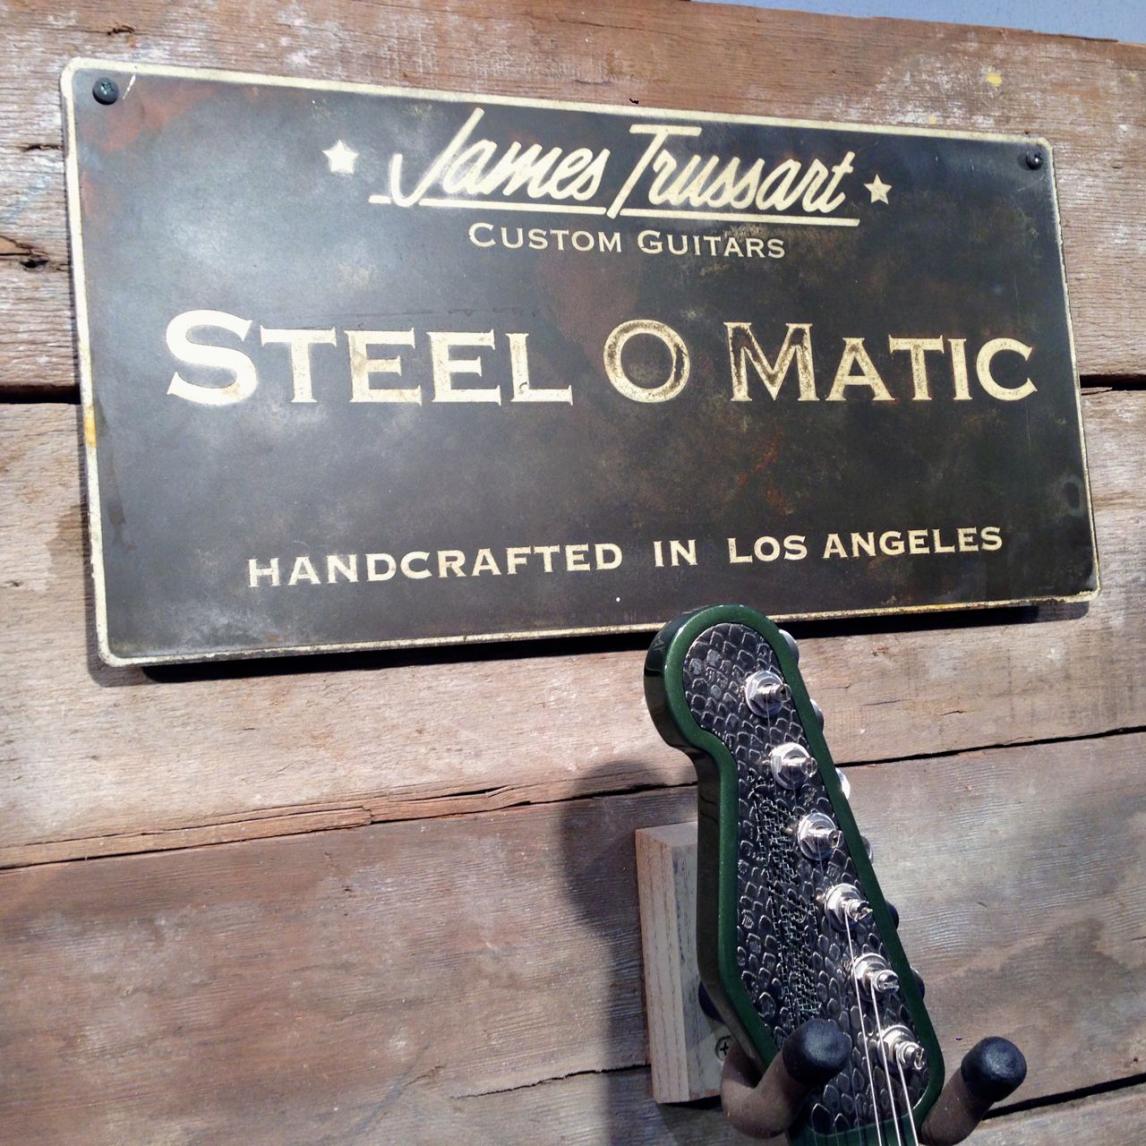 James Trussart
CUSTOM GUITARS
STEEL O MATIC
HANDCRAFTED IN LOS ANGELES